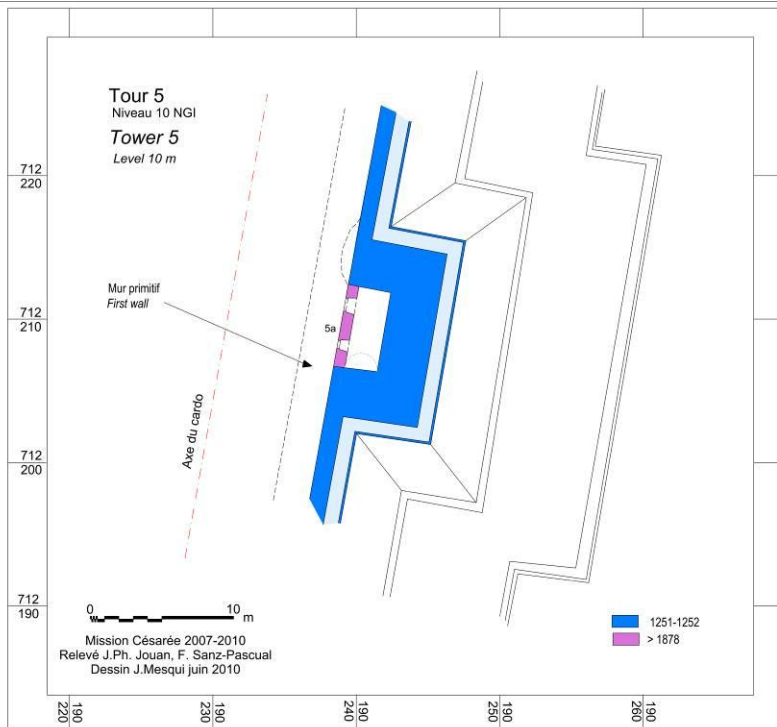 Tour 5
Niveau 10 NGI
Tower 5
Level 10 m
712
220
712
210
712
200
712
190
Mur primitif
First wall
5a
Axe du cardo
0
10
m
Mission Césarée 2007-2010
Relevé J.Ph. Jouan, F. Sanz-Pascual
Dessin J.Mesqui juin 2010
1251-1252
> 1878
190
220
190
230
190
240
190
250
190
260